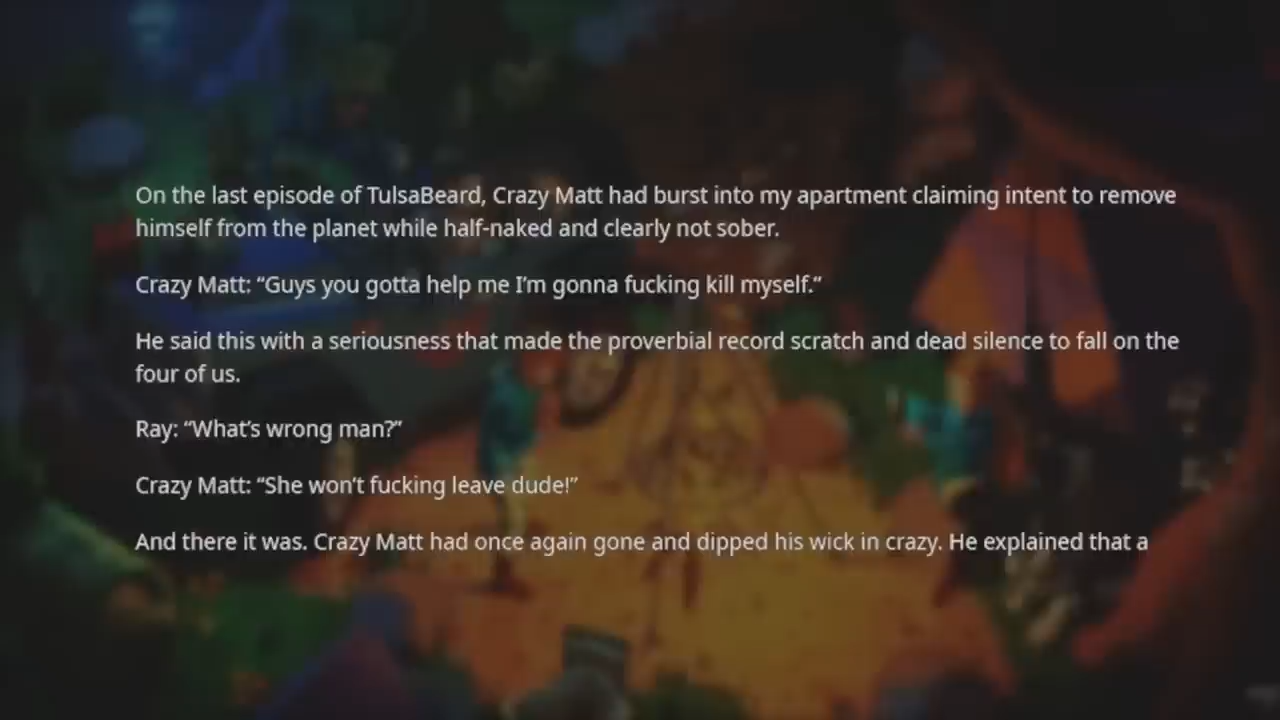 On the last episode of TulsaBeard, Crazy Matt had burst into my apartment claiming intent to remove
himself from the planet while half-naked and clearly not sober.
Crazy Matt: “Guys you gotta help me I’m gonna fucking kill myself.”
He said this with a seriousness that made the proverbial record scratch and dead silence to fall on the
four of us.
Ray: “What’s wrong man?”
Crazy Matt: “She won’t fucking leave dude!”
And there it was. Crazy Matt had once again gone and dipped his wick in crazy. He explained that a